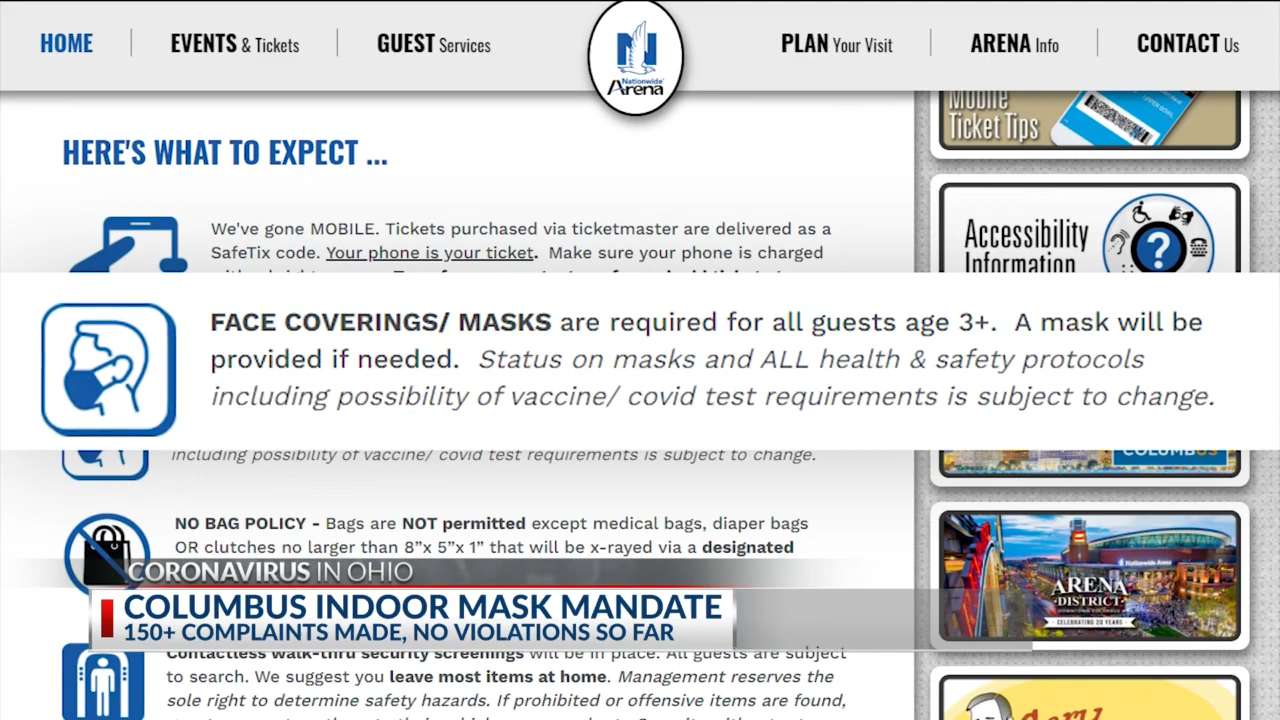 HOME
EVENTS & Tickets
GUEST Services
Nationwide
Arena
PLAN Your Visit
ARENA Info
CONTACT Us
HERE'S WHAT TO EXPECT ...
We've gone MOBILE. Tickets purchased via ticketmaster are delivered as a
SafeTix code. Your phone is your ticket. Make sure your phone is charged
FACE COVERINGS/ MASKS are required for all guests age 3+. A mask will be
provided if needed. Status on masks and ALL health & safety protocols
including possibility of vaccine/ covid test requirements is subject to change.
including possibility of vaccine/ covid test requirements is subject to change.
NO BAG POLICY - Bags are NOT permitted except medical bags, diaper bags
OR clutches no larger than 8”x 5”x 1” that will be x-rayed via a designated
CORONAVIRUS IN OHIO
COLUMBUS INDOOR MASK MANDATE
150+ COMPLAINTS MADE, NO VIOLATIONS SO FAR
Contactless walk-thru security screenings will be in place. All guests are subject
to search. We suggest you leave most items at home. Management reserves the
sole right to determine safety hazards. If prohibited or offensive items are found,
Mobile
Ticket Tips
Accessibility
Information
?
COLUMBUS
Nationwide Arena
ARENA
DISTRICT
DOWNTOWN COLUMBUS
CELEBRATING 20 YEARS